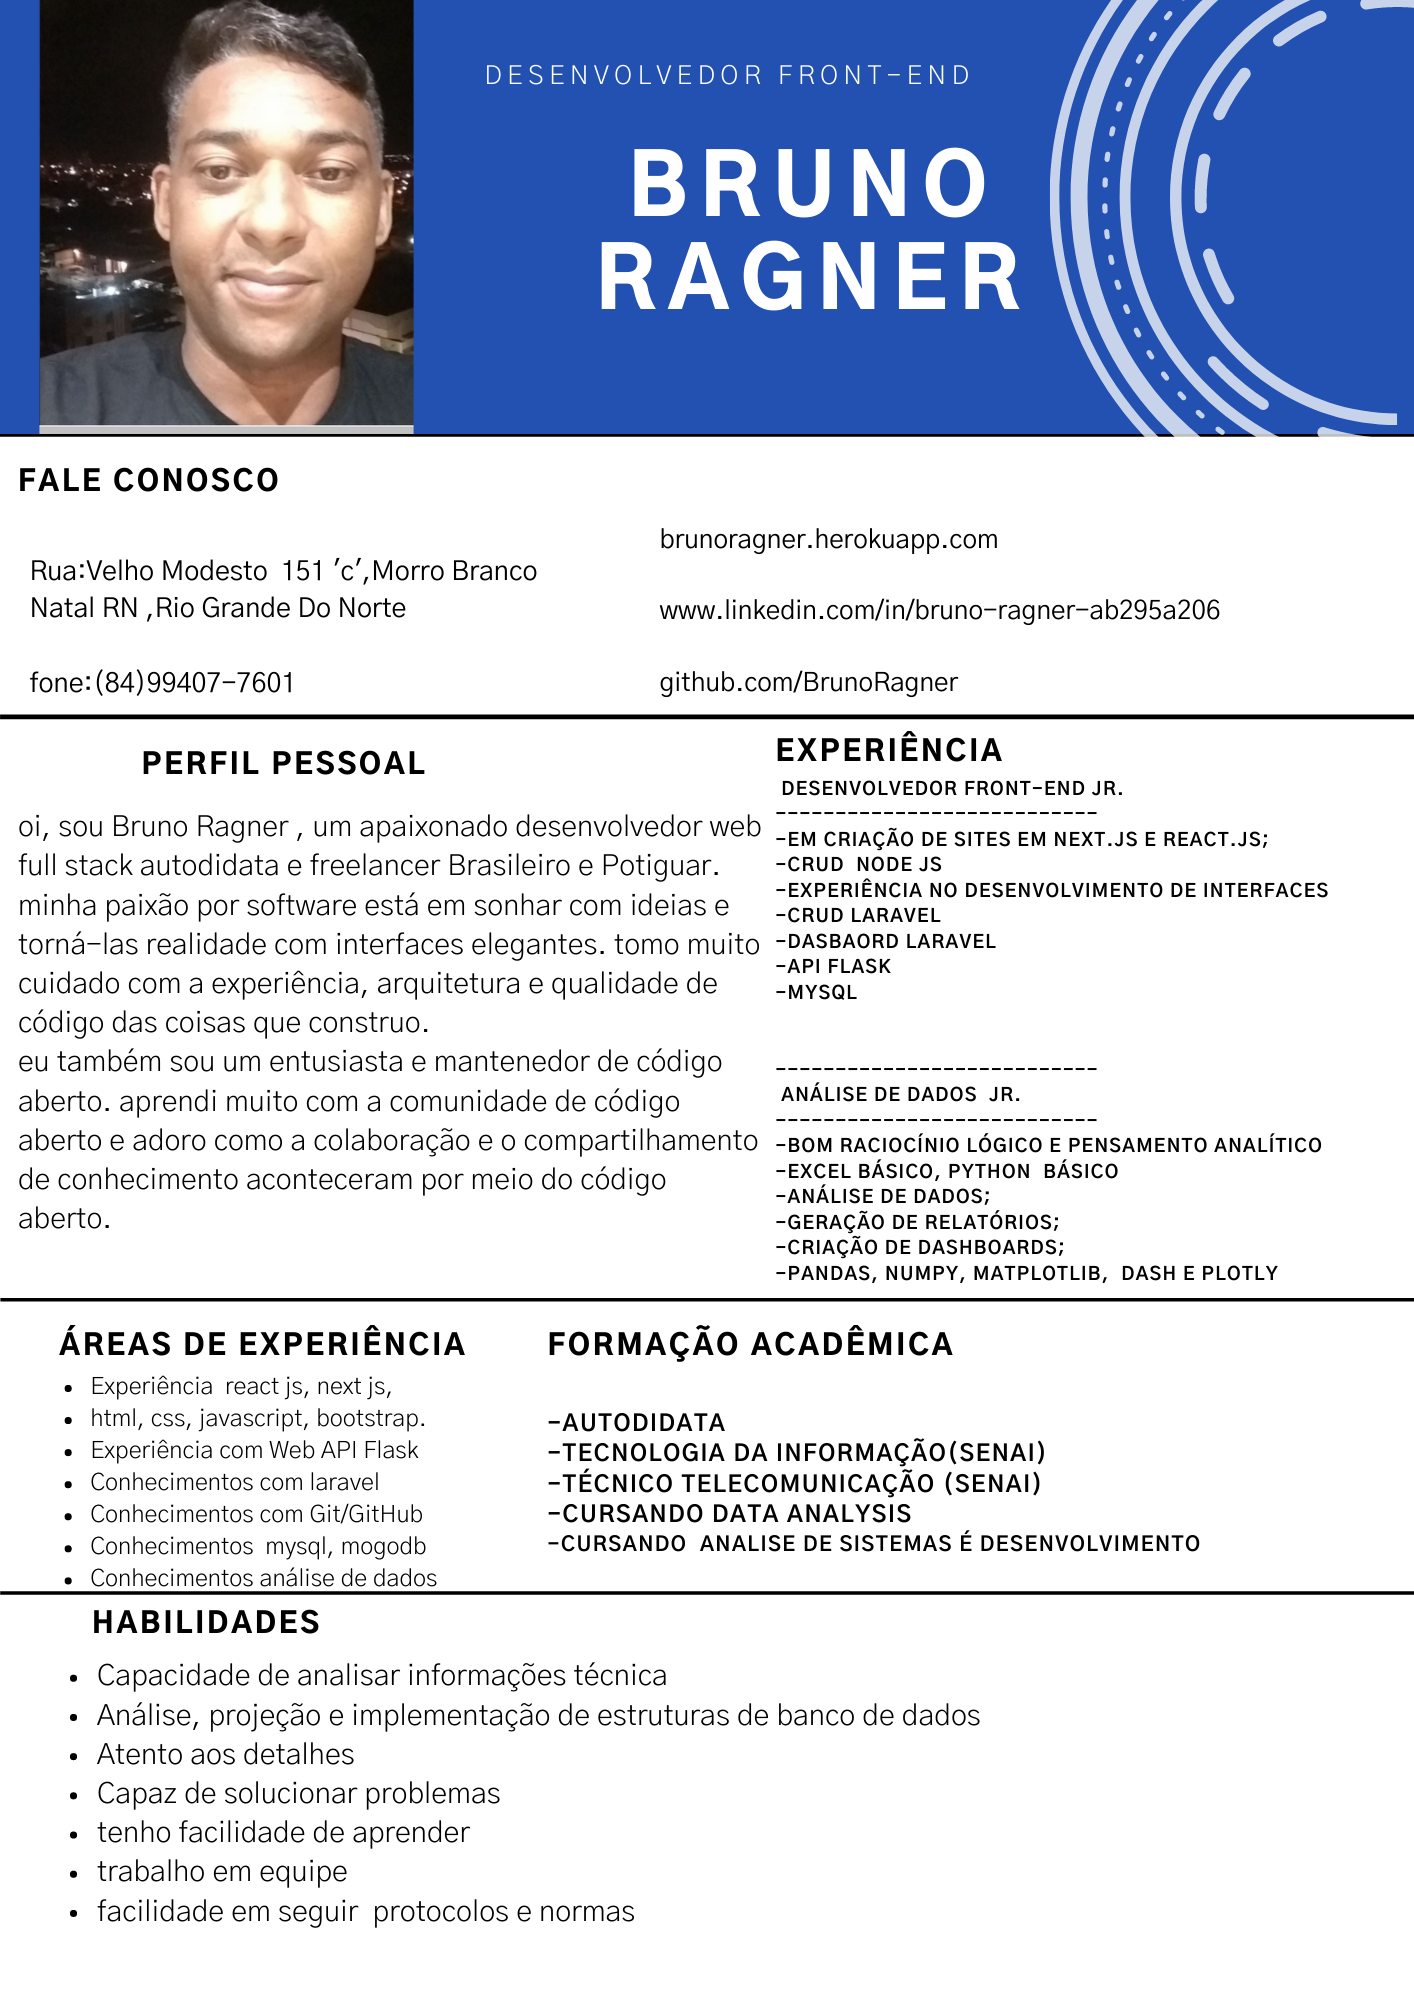 DESENVOLVEDOR FRONT-END
BRUNO
RAGNER
FALE CONOSCO
Rua:Velho Modesto 151 'c',Morro Branco
Natal RN ,Rio Grande Do Norte
fone:(84)99407-7601
brunoragner.herokuapp.com
www.linkedin.com/in/bruno-ragner-ab295a206
github.com/BrunoRagner
PERFIL PESSOAL
oi, sou Bruno Ragner , um apaixonado desenvolvedor web
full stack autodidata e freelancer Brasileiro e Potiguar.
minha paixão por software está em sonhar com ideias e
torná-las realidade com interfaces elegantes. tomo muito
cuidado com a experiência, arquitetura e qualidade de
código das coisas que construo.
eu também sou um entusiasta e mantenedor de código
aberto. aprendi muito com a comunidade de código
aberto e adoro como a colaboração e o compartilhamento
de conhecimento aconteceram por meio do código
aberto.
EXPERIÊNCIA
DESENVOLVEDOR FRONT-END JR.
---------------------------
-EM CRIAÇÃO DE SITES EM NEXT.JS E REACT.JS;
-CRUD NODE JS
-EXPERIÊNCIA NO DESENVOLVIMENTO DE INTERFACES
-CRUD LARAVEL
-DASBAORD LARAVEL
-API FLASK
-MYSQL
---------------------------
ANÁLISE DE DADOS JR.
---------------------------
-BOM RACIOCÍNIO LÓGICO E PENSAMENTO ANALÍTICO
-EXCEL BÁSICO, PYTHON BÁSICO
-ANÁLISE DE DADOS;
-GERAÇÃO DE RELATÓRIOS;
-CRIAÇÃO DE DASHBOARDS;
-PANDAS, NUMPY, MATPLOTLIB, DASH E PLOTLY
ÁREAS DE EXPERIÊNCIA
• Experiência react js, next js,
• html, css, javascript, bootstrap.
• Experiência com Web API Flask
• Conhecimentos com laravel
• Conhecimentos com Git/GitHub
• Conhecimentos mysql, mogodb
• Conhecimentos análise de dados
FORMAÇÃO ACADÊMICA
-AUTODIDATA
-TECNOLOGIA DA INFORMAÇÃO(SENAI)
-TÉCNICO TELECOMUNICAÇÃO (SENAI)
-CURSANDO DATA ANALYSIS
-CURSANDO ANALISE DE SISTEMAS É DESENVOLVIMENTO
HABILIDADES
• Capacidade de analisar informações técnica
• Análise, projeção e implementação de estruturas de banco de dados
• Atento aos detalhes
• Capaz de solucionar problemas
• tenho facilidade de aprender
• trabalho em equipe
• facilidade em seguir protocolos e normas